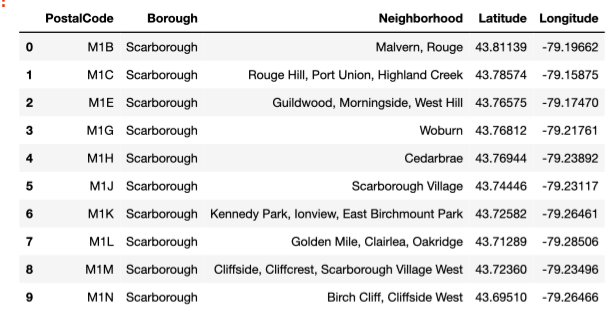 PostalCode Borough Neighborhood Latitude Longitude
0 M1B Scarborough Malvern, Rouge 43.81139 -79.19662
1 M1C Scarborough Rouge Hill, Port Union, Highland Creek 43.78574 -79.15875
2 M1E Scarborough Guildwood, Morningside, West Hill 43.76575 -79.17470
3 M1G Scarborough Woburn 43.76812 -79.21761
4 M1H Scarborough Cedarbrae 43.76944 -79.23892
5 M1J Scarborough Scarborough Village 43.74446 -79.23117
6 M1K Scarborough Kennedy Park, Ionview, East Birchmount Park 43.72582 -79.26461
7 M1L Scarborough Golden Mile, Clairlea, Oakridge 43.71289 -79.28506
8 M1M Scarborough Cliffside, Cliffcrest, Scarborough Village West 43.72360 -79.23496
9 M1N Scarborough Birch Cliff, Cliffside West 43.69510 -79.26466